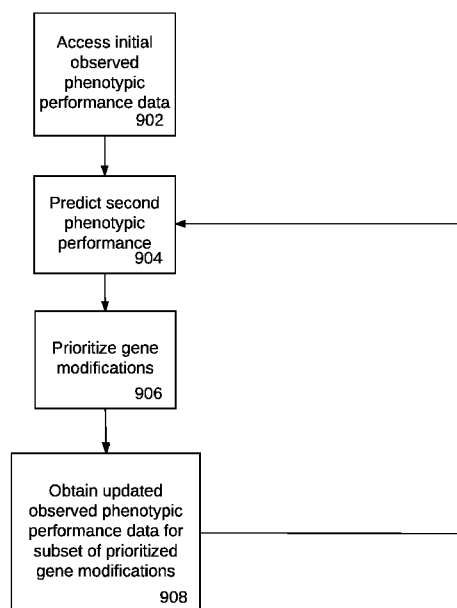 Access initial
observed
phenotypic
performance data
902
Predict second
phenotypic
performance
904
Prioritize gene
modifications
906
Obtain updated
observed phenotypic
performance data for
subset of prioritized
gene modifications
908